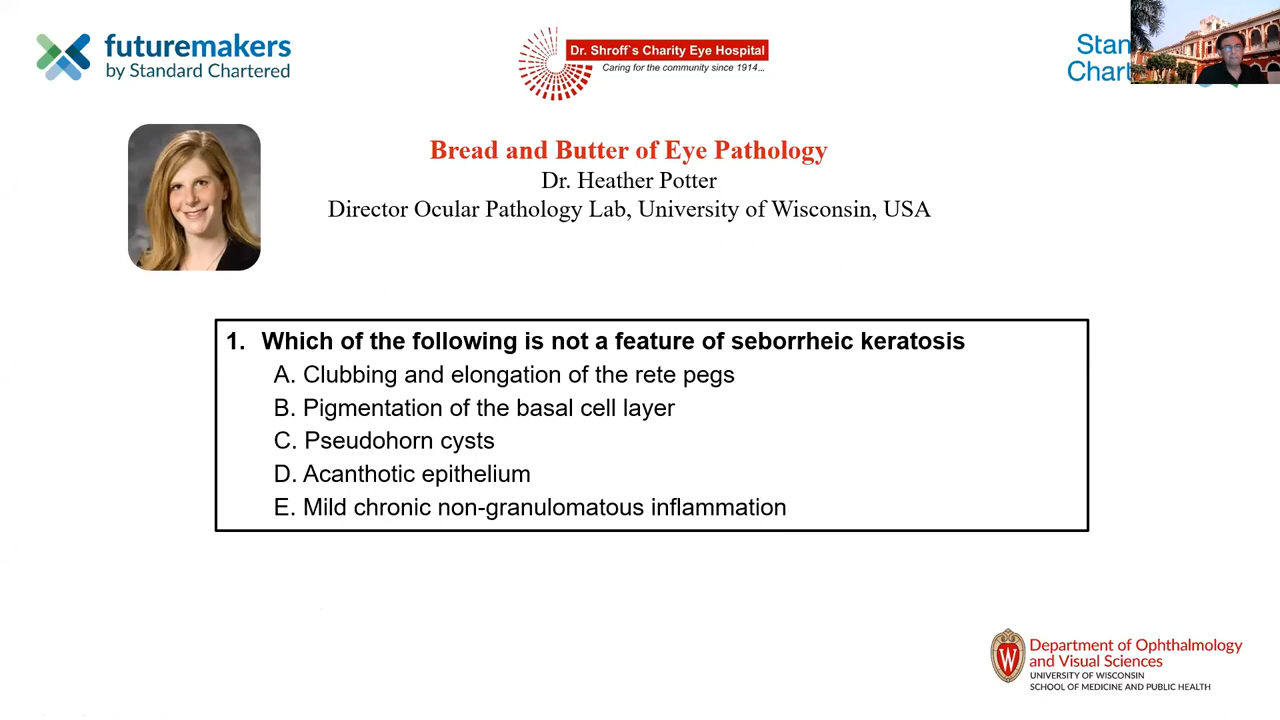 futuremakers
by Standard Chartered
Dr. Shroff`s Charity Eye Hospital
Caring for the community since 1914...
Stan
Chart
Bread and Butter of Eye Pathology
Dr. Heather Potter
Director Ocular Pathology Lab, University of Wisconsin, USA
1. Which of the following is not a feature of seborrheic keratosis
A. Clubbing and elongation of the rete pegs
B. Pigmentation of the basal cell layer
C. Pseudohorn cysts
D. Acanthotic epithelium
E. Mild chronic non-granulomatous inflammation
W
Department of Ophthalmology
and Visual Sciences
UNIVERSITY OF WISCONSIN
SCHOOL OF MEDICINE AND PUBLIC HEALTH